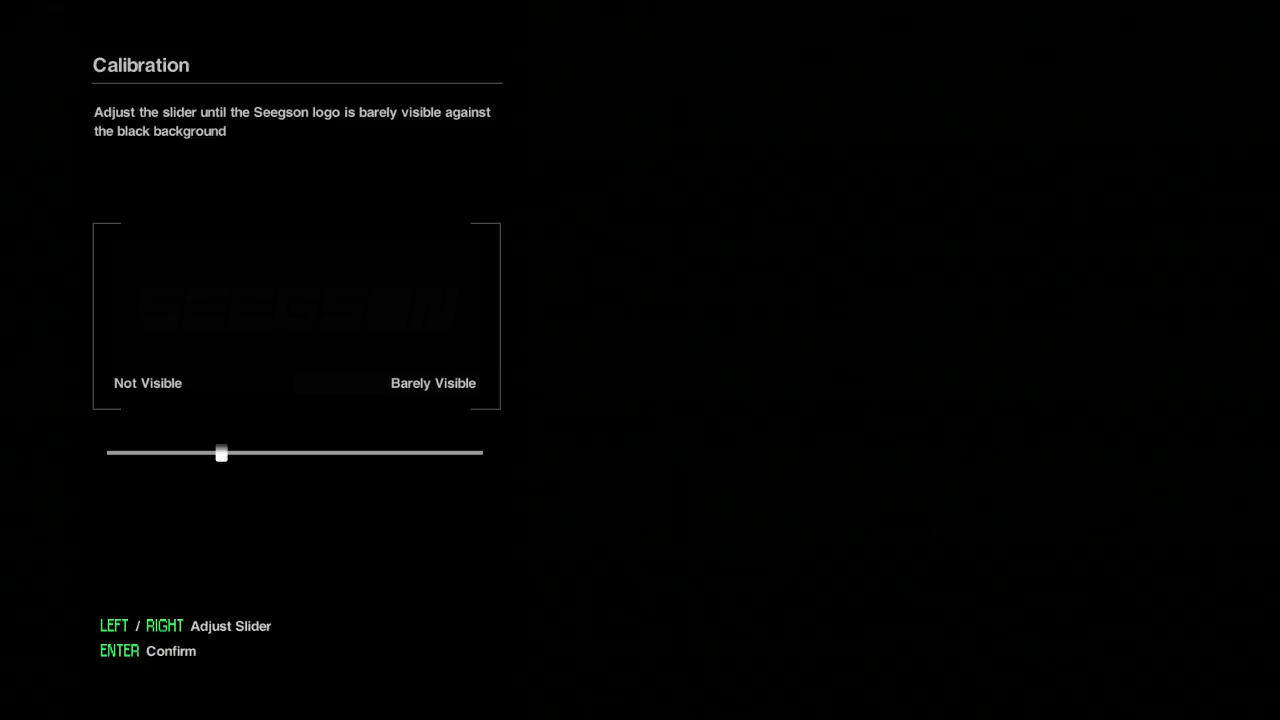 Calibration
Adjust the slider until the Seegson logo is barely visible against
the black background
SEEGSON
Not Visible
Barely Visible
LEFT / RIGHT Adjust Slider
ENTER Confirm